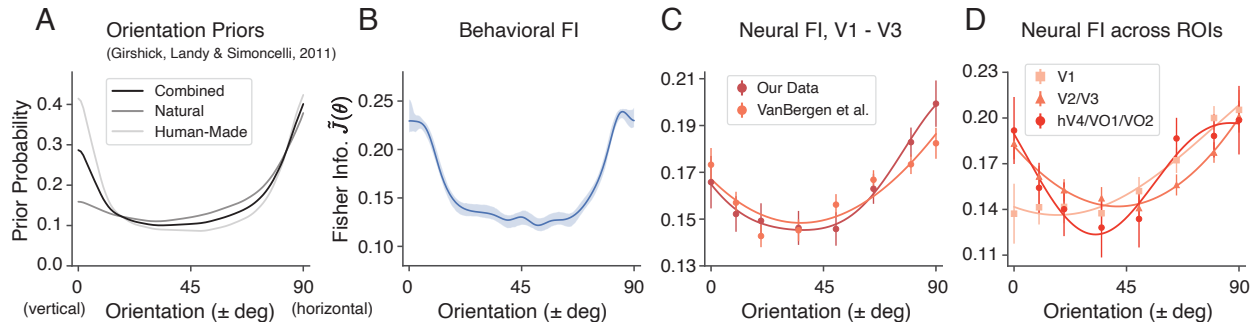 A
Orientation Priors
(Girshick, Landy & Simoncelli, 2011)
Combined
Natural
Human-Made
Prior Probability
0.4
0.3
0.2
0.1
0.0
0
45
90
(vertical)
Orientation (± deg)
(horizontal)
B
Behavioral FI
Fisher Info. J̃(θ)
0.25
0.20
0.15
0.10
0
45
90
Orientation (± deg)
C
Neural FI, V1 - V3
Our Data
VanBergen et al.
0.21
0.19
0.17
0.15
0.13
0
45
90
Orientation (± deg)
D
Neural FI across ROIs
V1
V2/V3
hV4/VO1/VO2
0.23
0.20
0.17
0.14
0.11
0
45
90
Orientation (± deg)